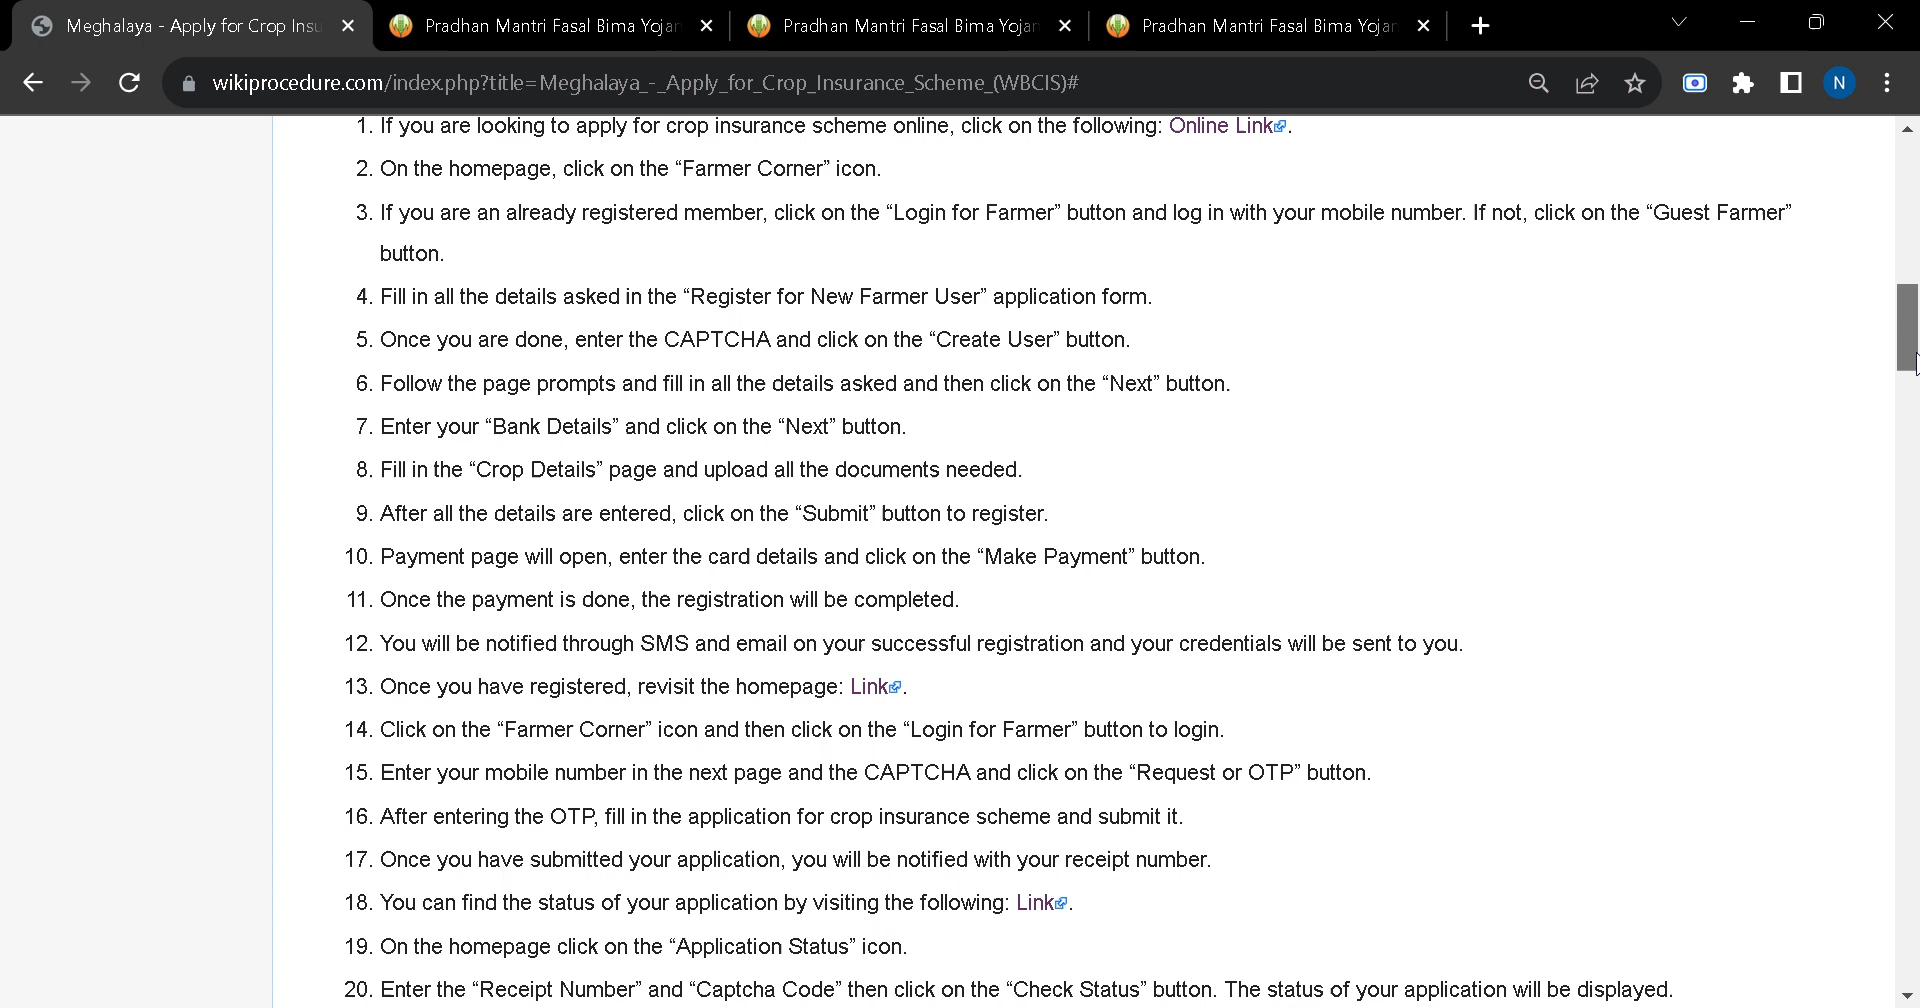 Meghalaya - Apply for Crop Insu
Pradhan Mantri Fasal Bima Yojan
Pradhan Mantri Fasal Bima Yojan
Pradhan Mantri Fasal Bima Yojan
wikiprocedure.com/index.php?title=Meghalaya_-_Apply_for_Crop_Insurance_Scheme_(WBCIS)#
N
1. If you are looking to apply for crop insurance scheme online, click on the following: Online Link.
2. On the homepage, click on the “Farmer Corner” icon.
3. If you are an already registered member, click on the “Login for Farmer” button and log in with your mobile number. If not, click on the “Guest Farmer”
button.
4. Fill in all the details asked in the “Register for New Farmer User” application form.
5. Once you are done, enter the CAPTCHA and click on the “Create User” button.
6. Follow the page prompts and fill in all the details asked and then click on the “Next” button.
7. Enter your “Bank Details” and click on the “Next” button.
8. Fill in the “Crop Details” page and upload all the documents needed.
9. After all the details are entered, click on the “Submit” button to register.
10. Payment page will open, enter the card details and click on the “Make Payment” button.
11. Once the payment is done, the registration will be completed.
12. You will be notified through SMS and email on your successful registration and your credentials will be sent to you.
13. Once you have registered, revisit the homepage: Link.
14. Click on the “Farmer Corner” icon and then click on the “Login for Farmer” button to login.
15. Enter your mobile number in the next page and the CAPTCHA and click on the “Request or OTP” button.
16. After entering the OTP, fill in the application for crop insurance scheme and submit it.
17. Once you have submitted your application, you will be notified with your receipt number.
18. You can find the status of your application by visiting the following: Link.
19. On the homepage click on the “Application Status” icon.
20. Enter the “Receipt Number” and “Captcha Code” then click on the “Check Status” button. The status of your application will be displayed.